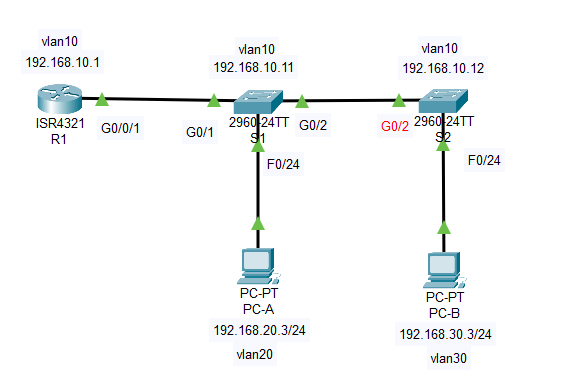 vlan10
192.168.10.1
ISR4321
R1
G0/0/1
vlan10
192.168.10.11
G0/1
2960-24TT
S1
G0/2
F0/24
vlan10
192.168.10.12
G0/2
2960-24TT
S2
F0/24
PC-PT
PC-A
192.168.20.3/24
vlan20
PC-PT
PC-B
192.168.30.3/24
vlan30